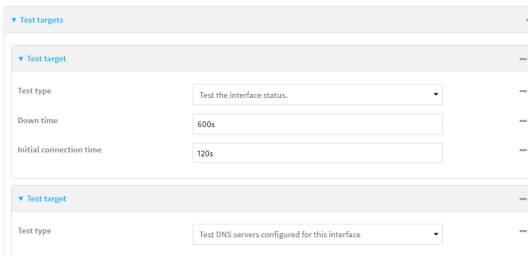 Test targets
Test target
Test type
Test the interface status.
Down time
600s
Initial connection time
120s
Test target
Test type
Test DNS servers configured for this interface